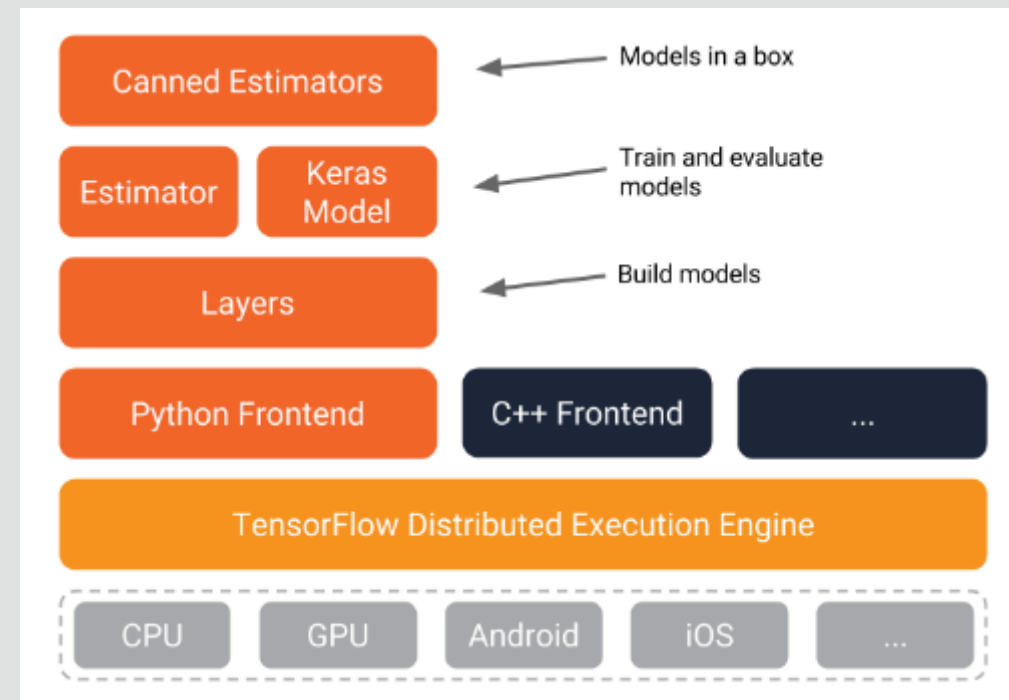 Canned Estimators
Models in a box
Estimator
Keras
Model
Train and evaluate
models
Layers
Build models
Python Frontend
C++ Frontend
...
TensorFlow Distributed Execution Engine
CPU
GPU
Android
iOS
...